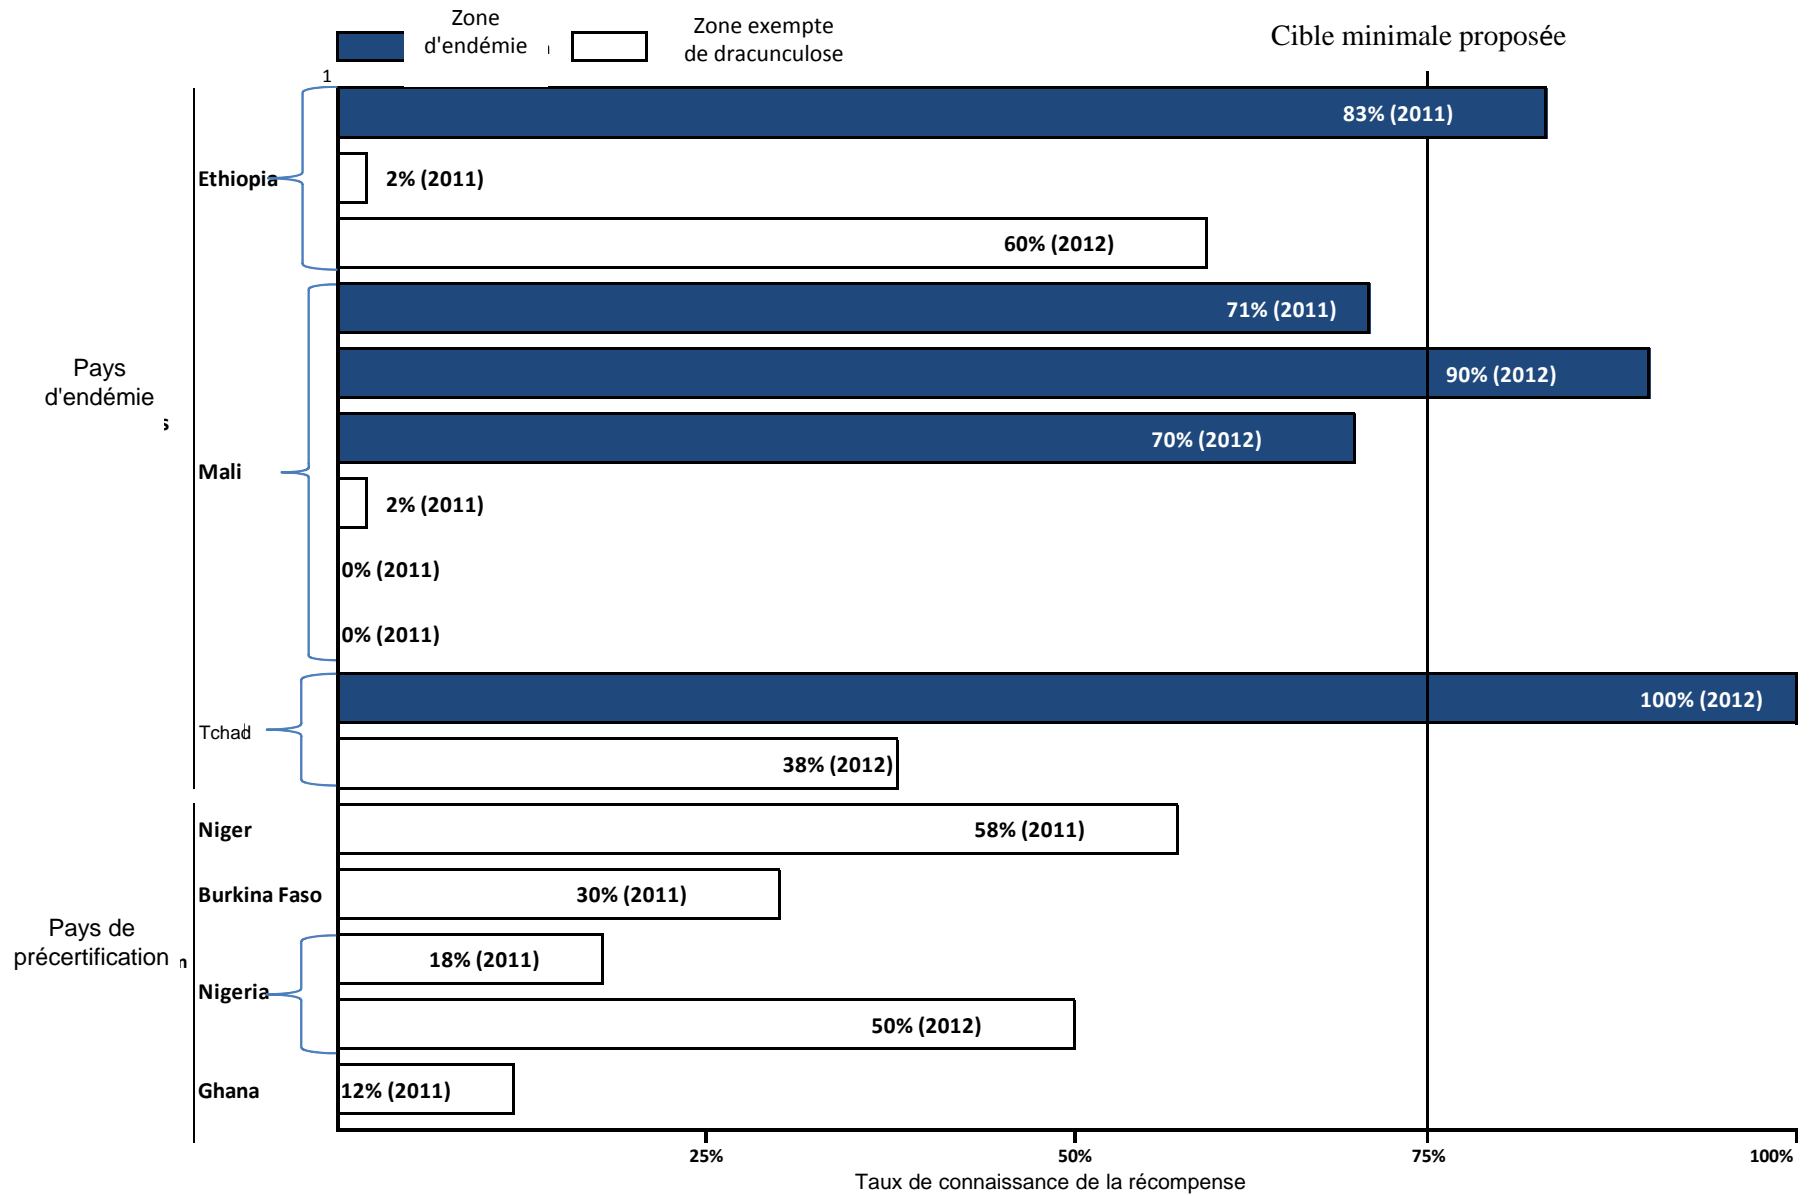 Zone
d'endémie
Zone exempte
de dracunculose
Cible minimale proposée
1
83% (2011)
Ethiopia
2% (2011)
60% (2012)
71% (2011)
Pays
d'endémie
s
90% (2012)
70% (2012)
Mali
2% (2011)
0% (2011)
0% (2011)
100% (2012)
Tchad
38% (2012)
Niger
58% (2011)
Burkina Faso
30% (2011)
Pays de
précertification
n
18% (2011)
Nigeria
50% (2012)
Ghana
12% (2011)
25%
50%
75%
100%
Taux de connaissance de la récompense